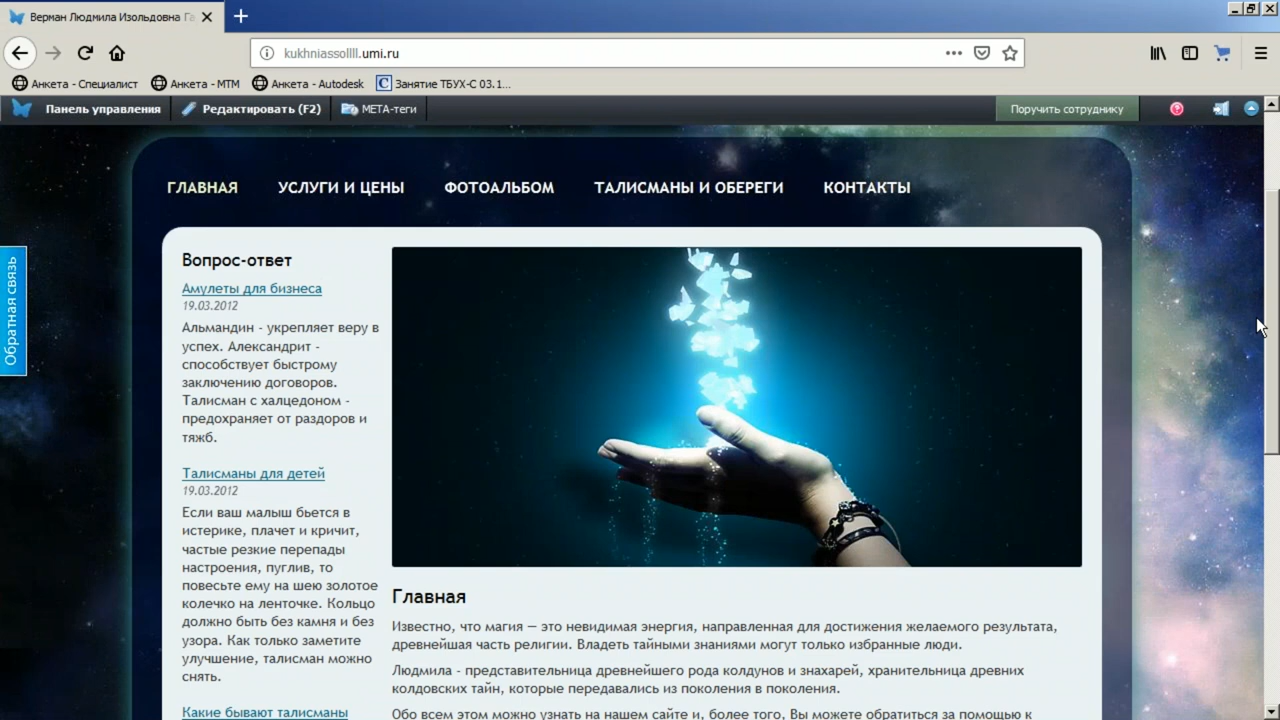 Верман Людмила Изольдовна Га
kukhniassollll.umi.ru
Анкета - Специалист
Анкета - МТМ
Анкета - Autodesk
Занятие ТБУХ-С 03.1...
Панель управления
Редактировать (F2)
МЕТА-теги
Поручить сотруднику
Обратная связь
ГЛАВНАЯ
УСЛУГИ И ЦЕНЫ
ФОТОАЛЬБОМ
ТАЛИСМАНЫ И ОБЕРЕГИ
КОНТАКТЫ
Вопрос-ответ
Амулеты для бизнеса
19.03.2012
Альмандин - укрепляет веру в
успех. Александрит -
способствует быстрому
заключению договоров.
Талисман с халцедоном -
предохраняет от раздоров и
тяжб.
Талисманы для детей
19.03.2012
Если ваш малыш бьется в
истерике, плачет и кричит,
частые резкие перепады
настроения, пуглив, то
повесьте ему на шею золотое
колечко на ленточке. Кольцо
должно быть без камня и без
узора. Как только заметите
улучшение, талисман можно
снять.
Какие бывают талисманы
Главная
Известно, что магия — это невидимая энергия, направленная для достижения желаемого результата,
древнейшая часть религии. Владеть тайными знаниями могут только избранные люди.
Людмила - представительница древнейшего рода колдунов и знахарей, хранительница древних
колдовских тайн, которые передавались из поколения в поколения.
Обо всем этом можно узнать на нашем сайте и, более того, Вы можете обратиться за помощью к